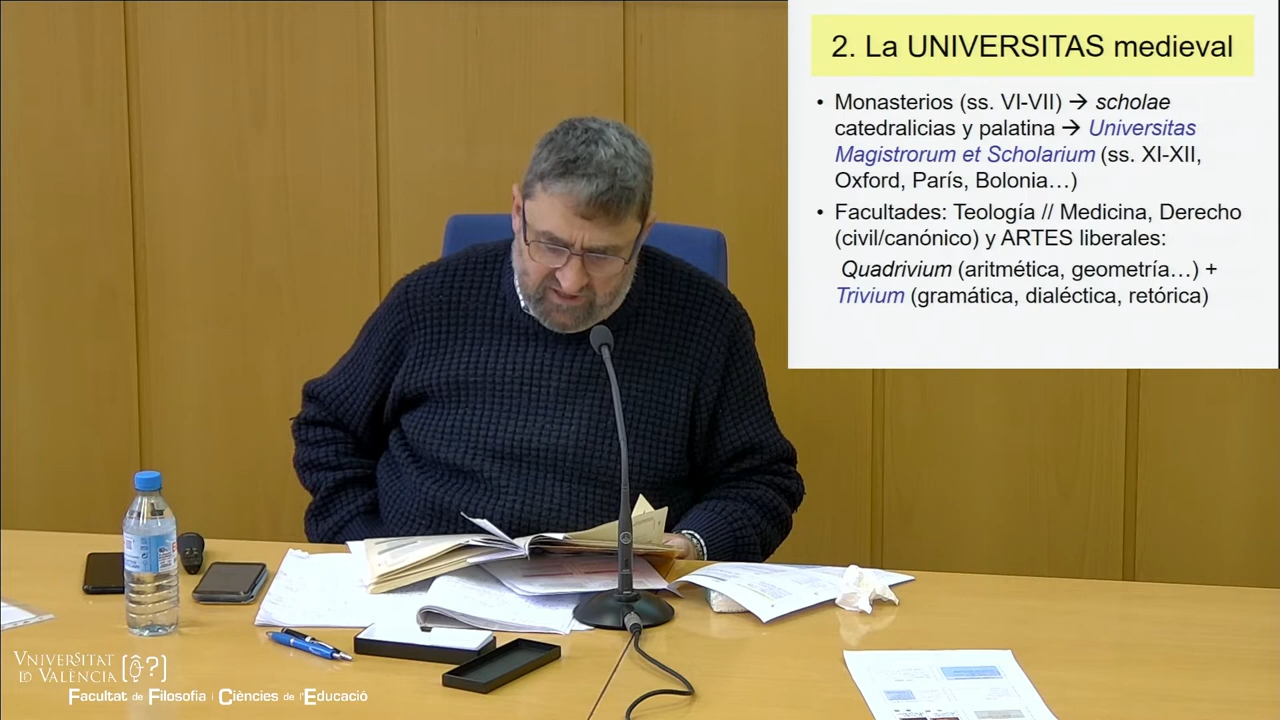 2. La UNIVERSITAS medieval
• Monasterios (ss. VI-VII) → scholae
catedralicias y palatina → Universitas
Magistrorum et Scholarium (ss. XI-XII,
Oxford, París, Bolonia…)
• Facultades: Teología // Medicina, Derecho
(civil/canónico) y ARTES liberales:
Quadrivium (aritmética, geometría…) +
Trivium (gramática, dialéctica, retórica)
VNIVERSITAT
ID VALÈNCIA
Facultat de Filosofia i Ciències de l'Educació